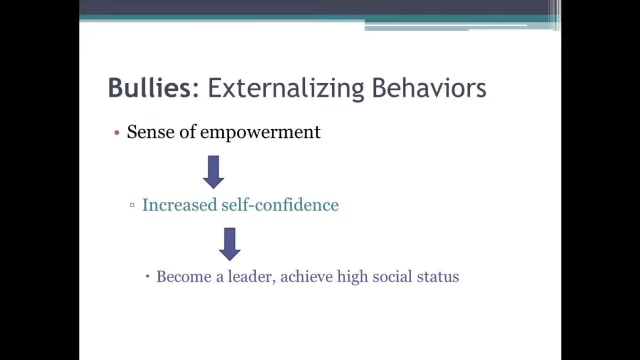 Bullies: Externalizing Behaviors
• Sense of empowerment
▫ Increased self-confidence
▪ Become a leader, achieve high social status